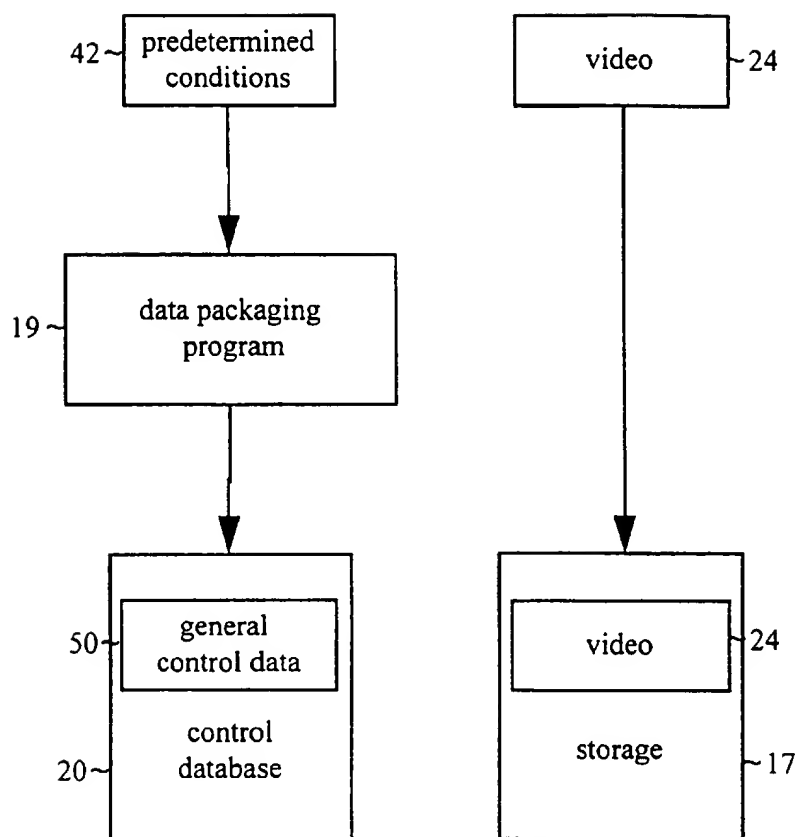 42
predetermined
conditions
video
24
19
data packaging
program
50
general
control data
control
database
20
video
24
storage
17